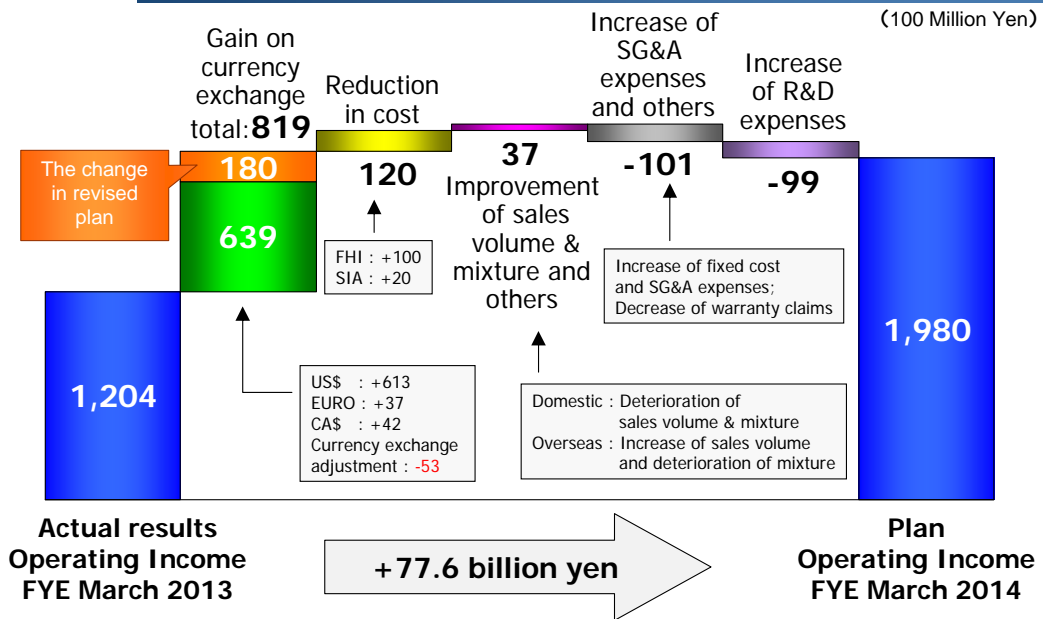 (100 Million Yen)
Gain on
currency
exchange
total:819
Reduction
in cost
Increase of
SG&A
expenses
and others
Increase
of R&D
expenses
The change
in revised
plan
180
639
120
37
Improvement
of sales
volume &
mixture and
others
-101
-99
FHI : +100
SIA : +20
Increase of fixed cost
and SG&A expenses;
Decrease of warranty claims
1,204
1,980
US$ : +613
EURO : +37
CA$ : +42
Currency exchange
adjustment : -53
Domestic : Deterioration of
sales volume & mixture
Overseas : Increase of sales volume
and deterioration of mixture
Actual results
Operating Income
FYE March 2013
+77.6 billion yen
Plan
Operating Income
FYE March 2014